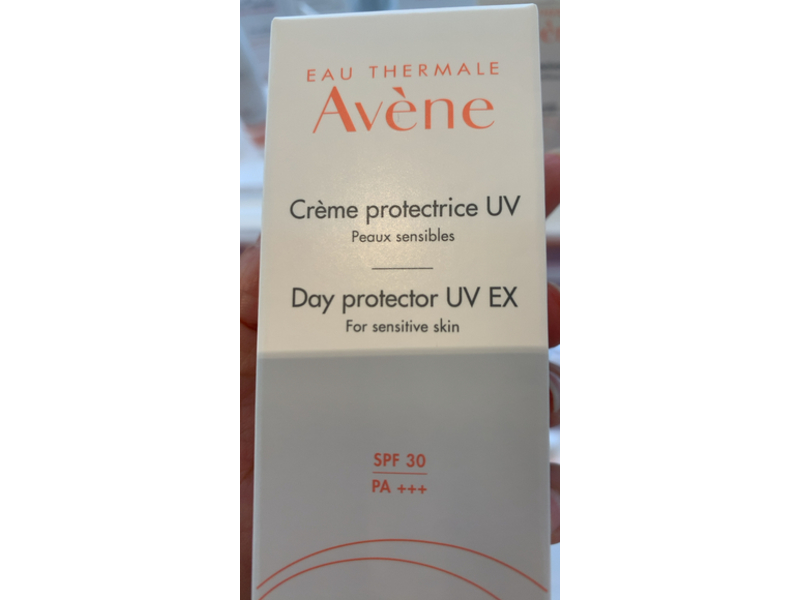 EAU THERMALE
Avène
Crème protectrice UV
Peaux sensibles
Day protector UV EX
For sensitive skin
SPF 30
PA +++